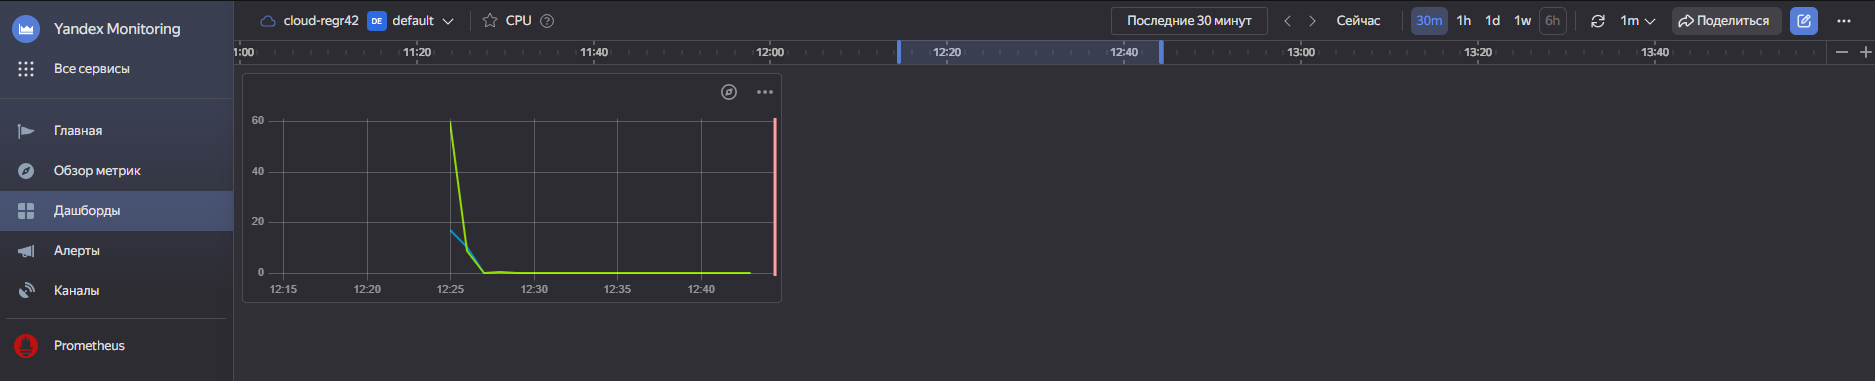 Yandex Monitoring
Все сервисы
Главная
Обзор метрик
Дашборды
Алерты
Каналы
Prometheus
cloud-regr42 DE default CPU ?
Последние 30 минут Сейчас 30m 1h 1d 1w 6h 1m Поделиться
1:00 11:20 11:40 12:00 12:20 12:40 13:00 13:20 13:40
60
40
20
0
12:15 12:20 12:25 12:30 12:35 12:40